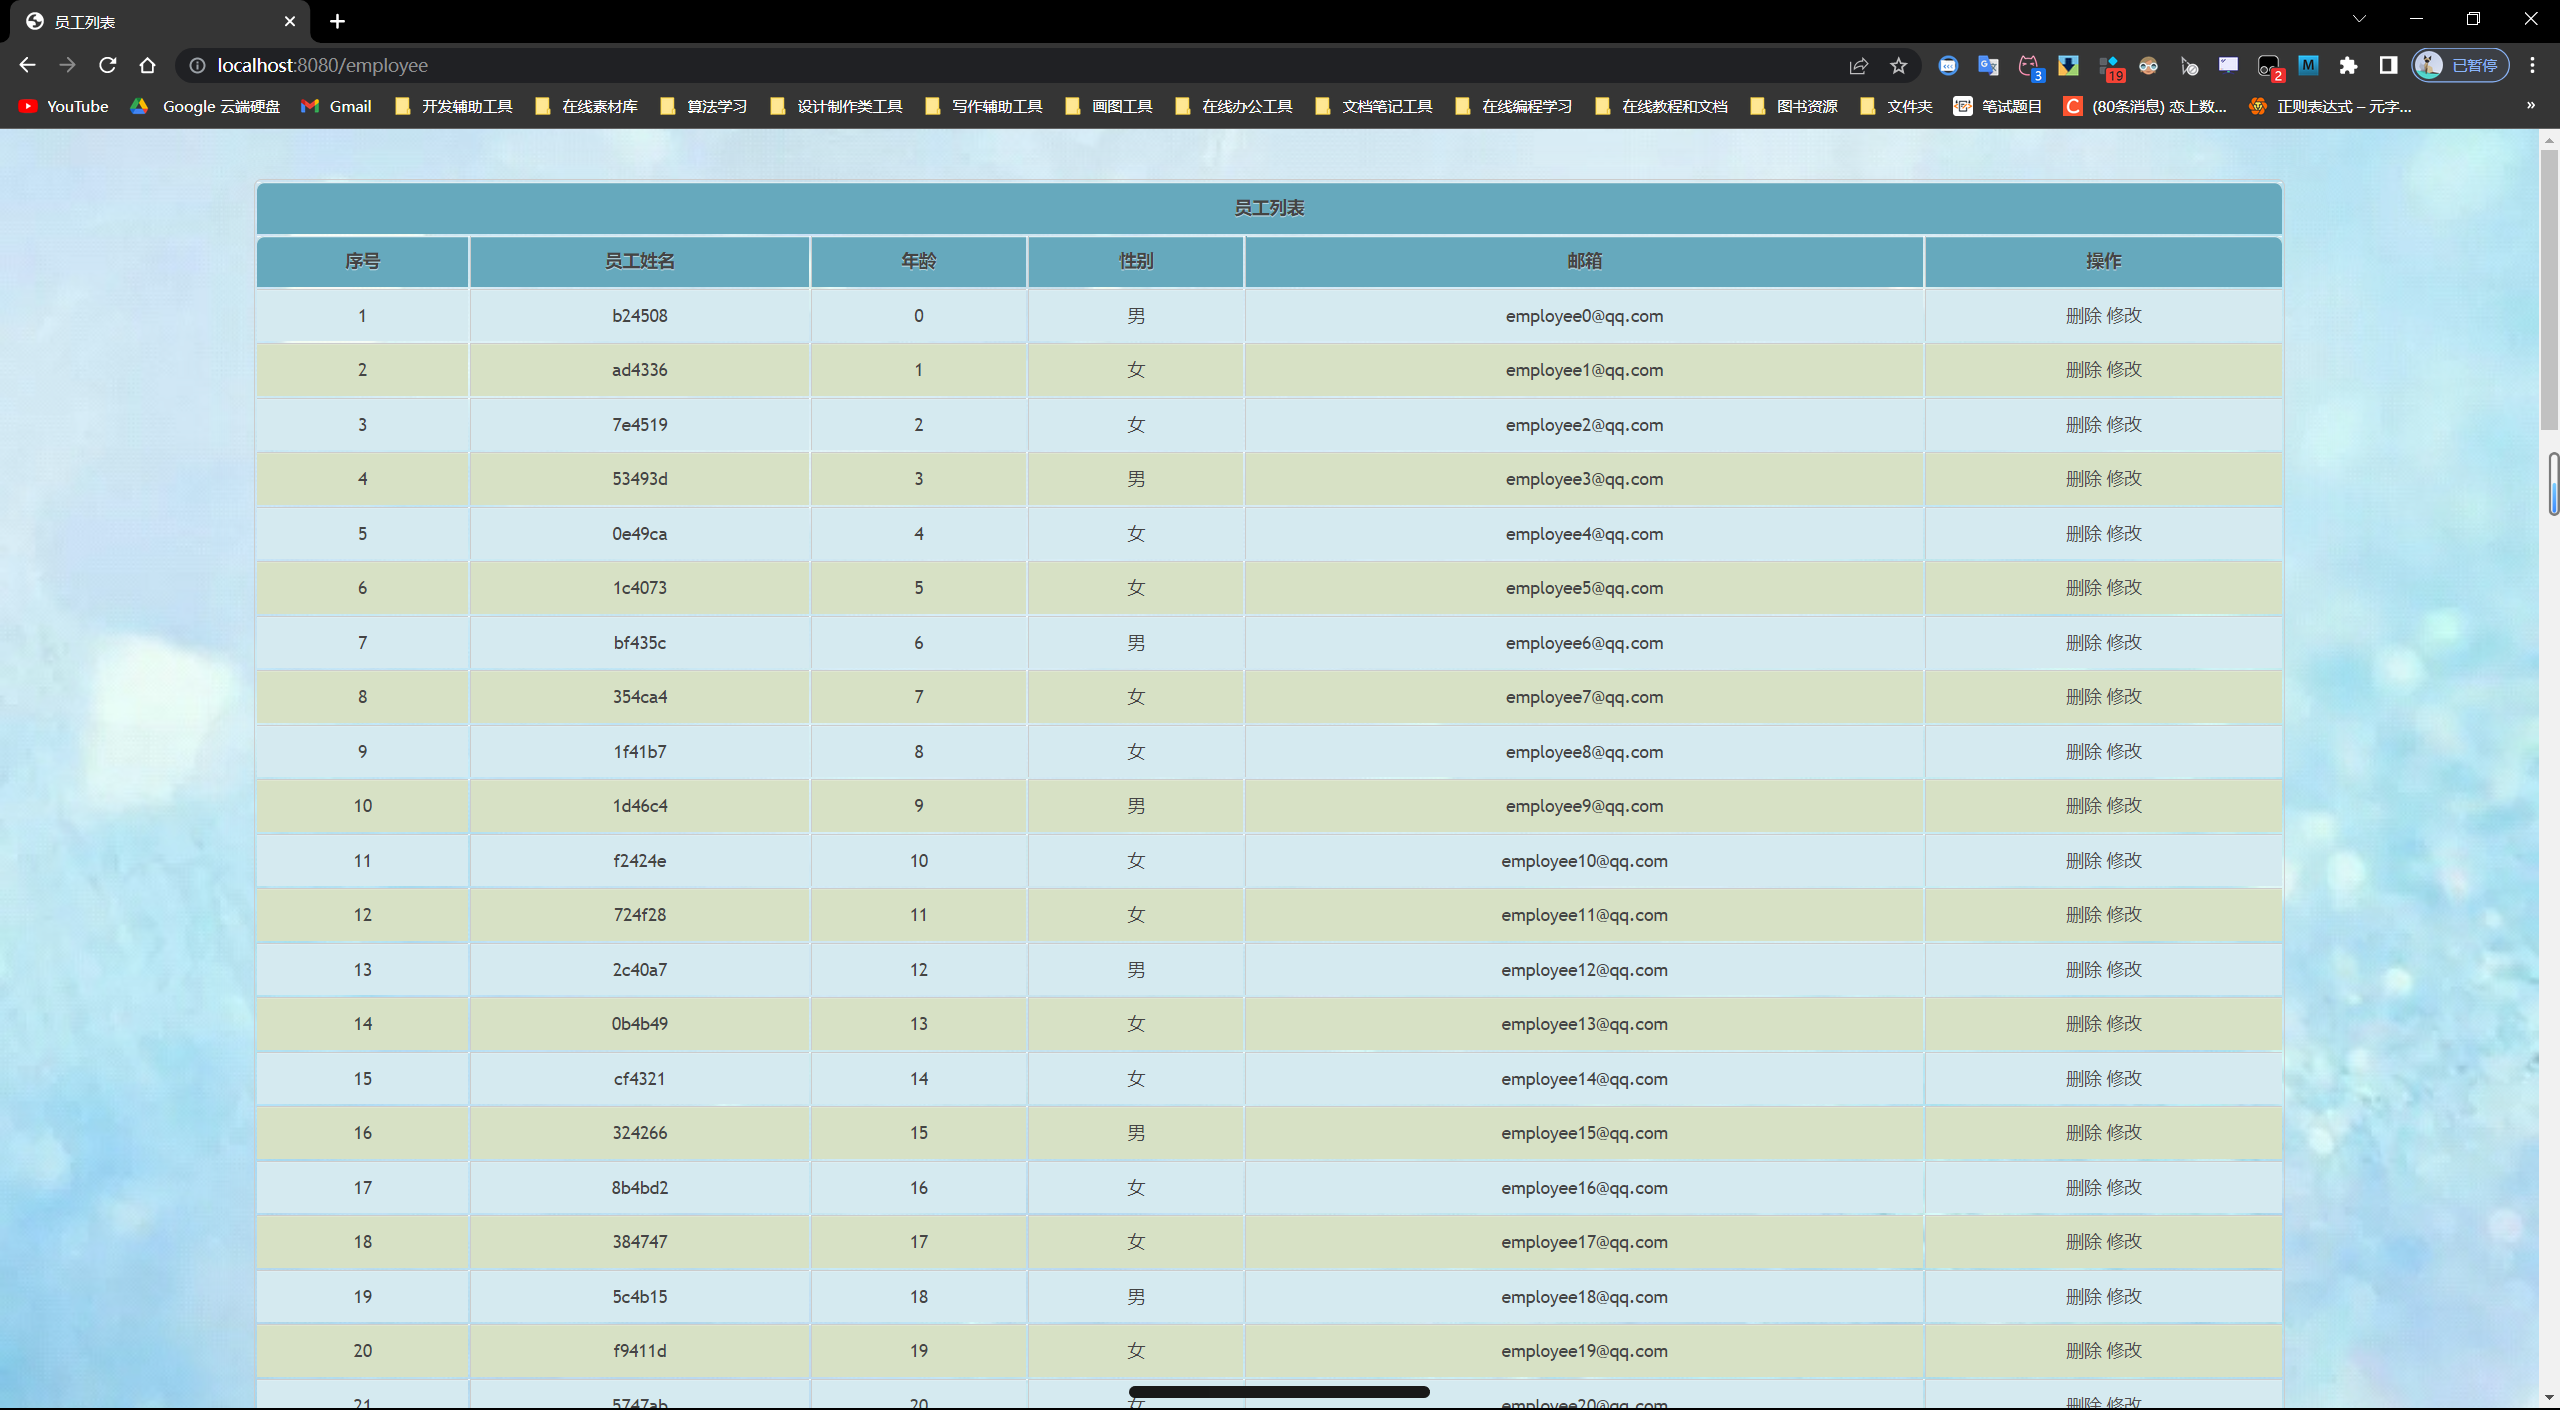 员工列表
localhost:8080/employee
3
19
2
M
已暂停
YouTube Google 云端硬盘 Gmail 开发辅助工具 在线素材库 算法学习 设计制作类工具 写作辅助工具 画图工具 在线办公工具 文档笔记工具 在线编程学习 在线教程和文档 图书资源 文件夹 笔试题目 C (80条消息) 恋上数... 正则表达式 – 元字... »
员工列表
序号 员工姓名 年龄 性别 邮箱 操作
1 b24508 0 男 employee0@qq.com 删除 修改
2 ad4336 1 女 employee1@qq.com 删除 修改
3 7e4519 2 女 employee2@qq.com 删除 修改
4 53493d 3 男 employee3@qq.com 删除 修改
5 0e49ca 4 女 employee4@qq.com 删除 修改
6 1c4073 5 女 employee5@qq.com 删除 修改
7 bf435c 6 男 employee6@qq.com 删除 修改
8 354ca4 7 女 employee7@qq.com 删除 修改
9 1f41b7 8 女 employee8@qq.com 删除 修改
10 1d46c4 9 男 employee9@qq.com 删除 修改
11 f2424e 10 女 employee10@qq.com 删除 修改
12 724f28 11 女 employee11@qq.com 删除 修改
13 2c40a7 12 男 employee12@qq.com 删除 修改
14 0b4b49 13 女 employee13@qq.com 删除 修改
15 cf4321 14 女 employee14@qq.com 删除 修改
16 324266 15 男 employee15@qq.com 删除 修改
17 8b4bd2 16 女 employee16@qq.com 删除 修改
18 384747 17 女 employee17@qq.com 删除 修改
19 5c4b15 18 男 employee18@qq.com 删除 修改
20 f9411d 19 女 employee19@qq.com 删除 修改
21 5747ab 20 女 employee20@qq.com 删除 修改